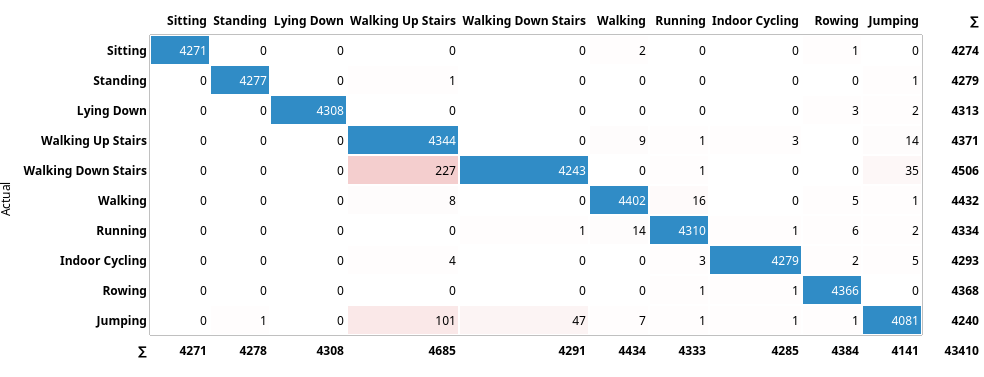 Sitting Standing Lying Down Walking Up Stairs Walking Down Stairs Walking Running Indoor Cycling Rowing Jumping Σ
Sitting 4271 0 0 0 0 2 0 0 1 0 4274
Standing 0 4277 0 1 0 0 0 0 0 1 4279
Lying Down 0 0 4308 0 0 0 0 0 3 2 4313
Walking Up Stairs 0 0 0 4344 0 9 1 3 0 14 4371
Walking Down Stairs 0 0 0 227 4243 0 1 0 0 35 4506
Actual
Walking 0 0 0 8 0 4402 16 0 5 1 4432
Running 0 0 0 0 1 14 4310 1 6 2 4334
Indoor Cycling 0 0 0 4 0 0 3 4279 2 5 4293
Rowing 0 0 0 0 0 0 1 1 4366 0 4368
Jumping 0 1 0 101 47 7 1 1 1 4081 4240
Σ 4271 4278 4308 4685 4291 4434 4333 4285 4384 4141 43410